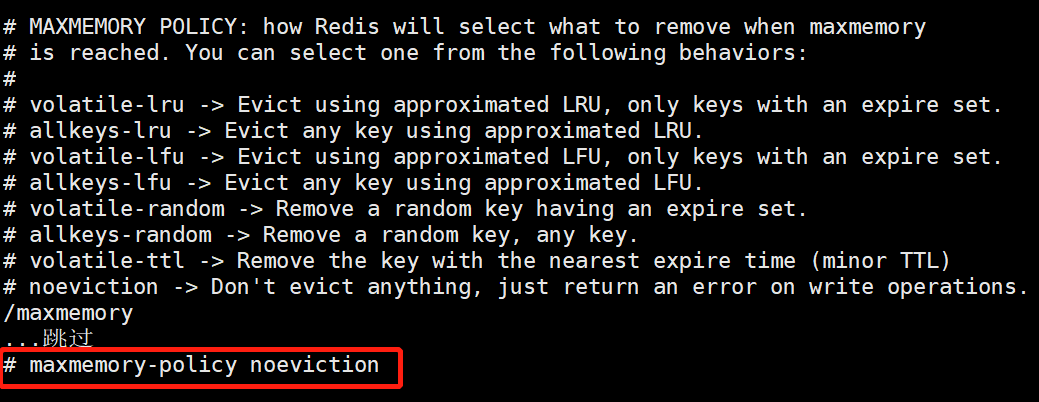 # MAXMEMORY POLICY: how Redis will select what to remove when maxmemory
# is reached. You can select one from the following behaviors:
#
# volatile-lru -> Evict using approximated LRU, only keys with an expire set.
# allkeys-lru -> Evict any key using approximated LRU.
# volatile-lfu -> Evict using approximated LFU, only keys with an expire set.
# allkeys-lfu -> Evict any key using approximated LFU.
# volatile-random -> Remove a random key having an expire set.
# allkeys-random -> Remove a random key, any key.
# volatile-ttl -> Remove the key with the nearest expire time (minor TTL)
# noeviction -> Don't evict anything, just return an error on write operations.
/maxmemory
...跳过
# maxmemory-policy noeviction